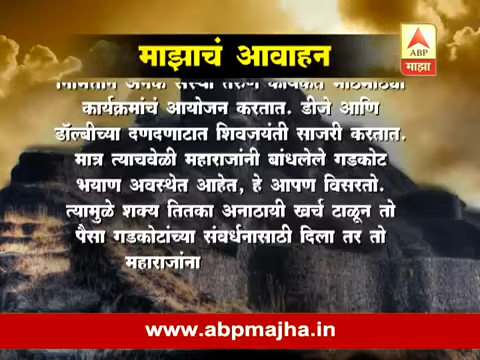 माझाचं आवाहन
ABP
माझा
कार्यक्रमांचं आयोजन करतात. डीजे आणि
डॉल्बीच्या दणदणाटात शिवजयंती साजरी करतात.
मात्र त्याचवेळी महाराजांनी बांधलेले गडकोट
भयाण अवस्थेत आहेत, हे आपण विसरतो.
त्यामुळे शक्य तितका अनाठायी खर्च टाळून तो
पैसा गडकोटांच्या संवर्धनासाठी दिला तर तो
महाराजांना
www.abpmajha.in